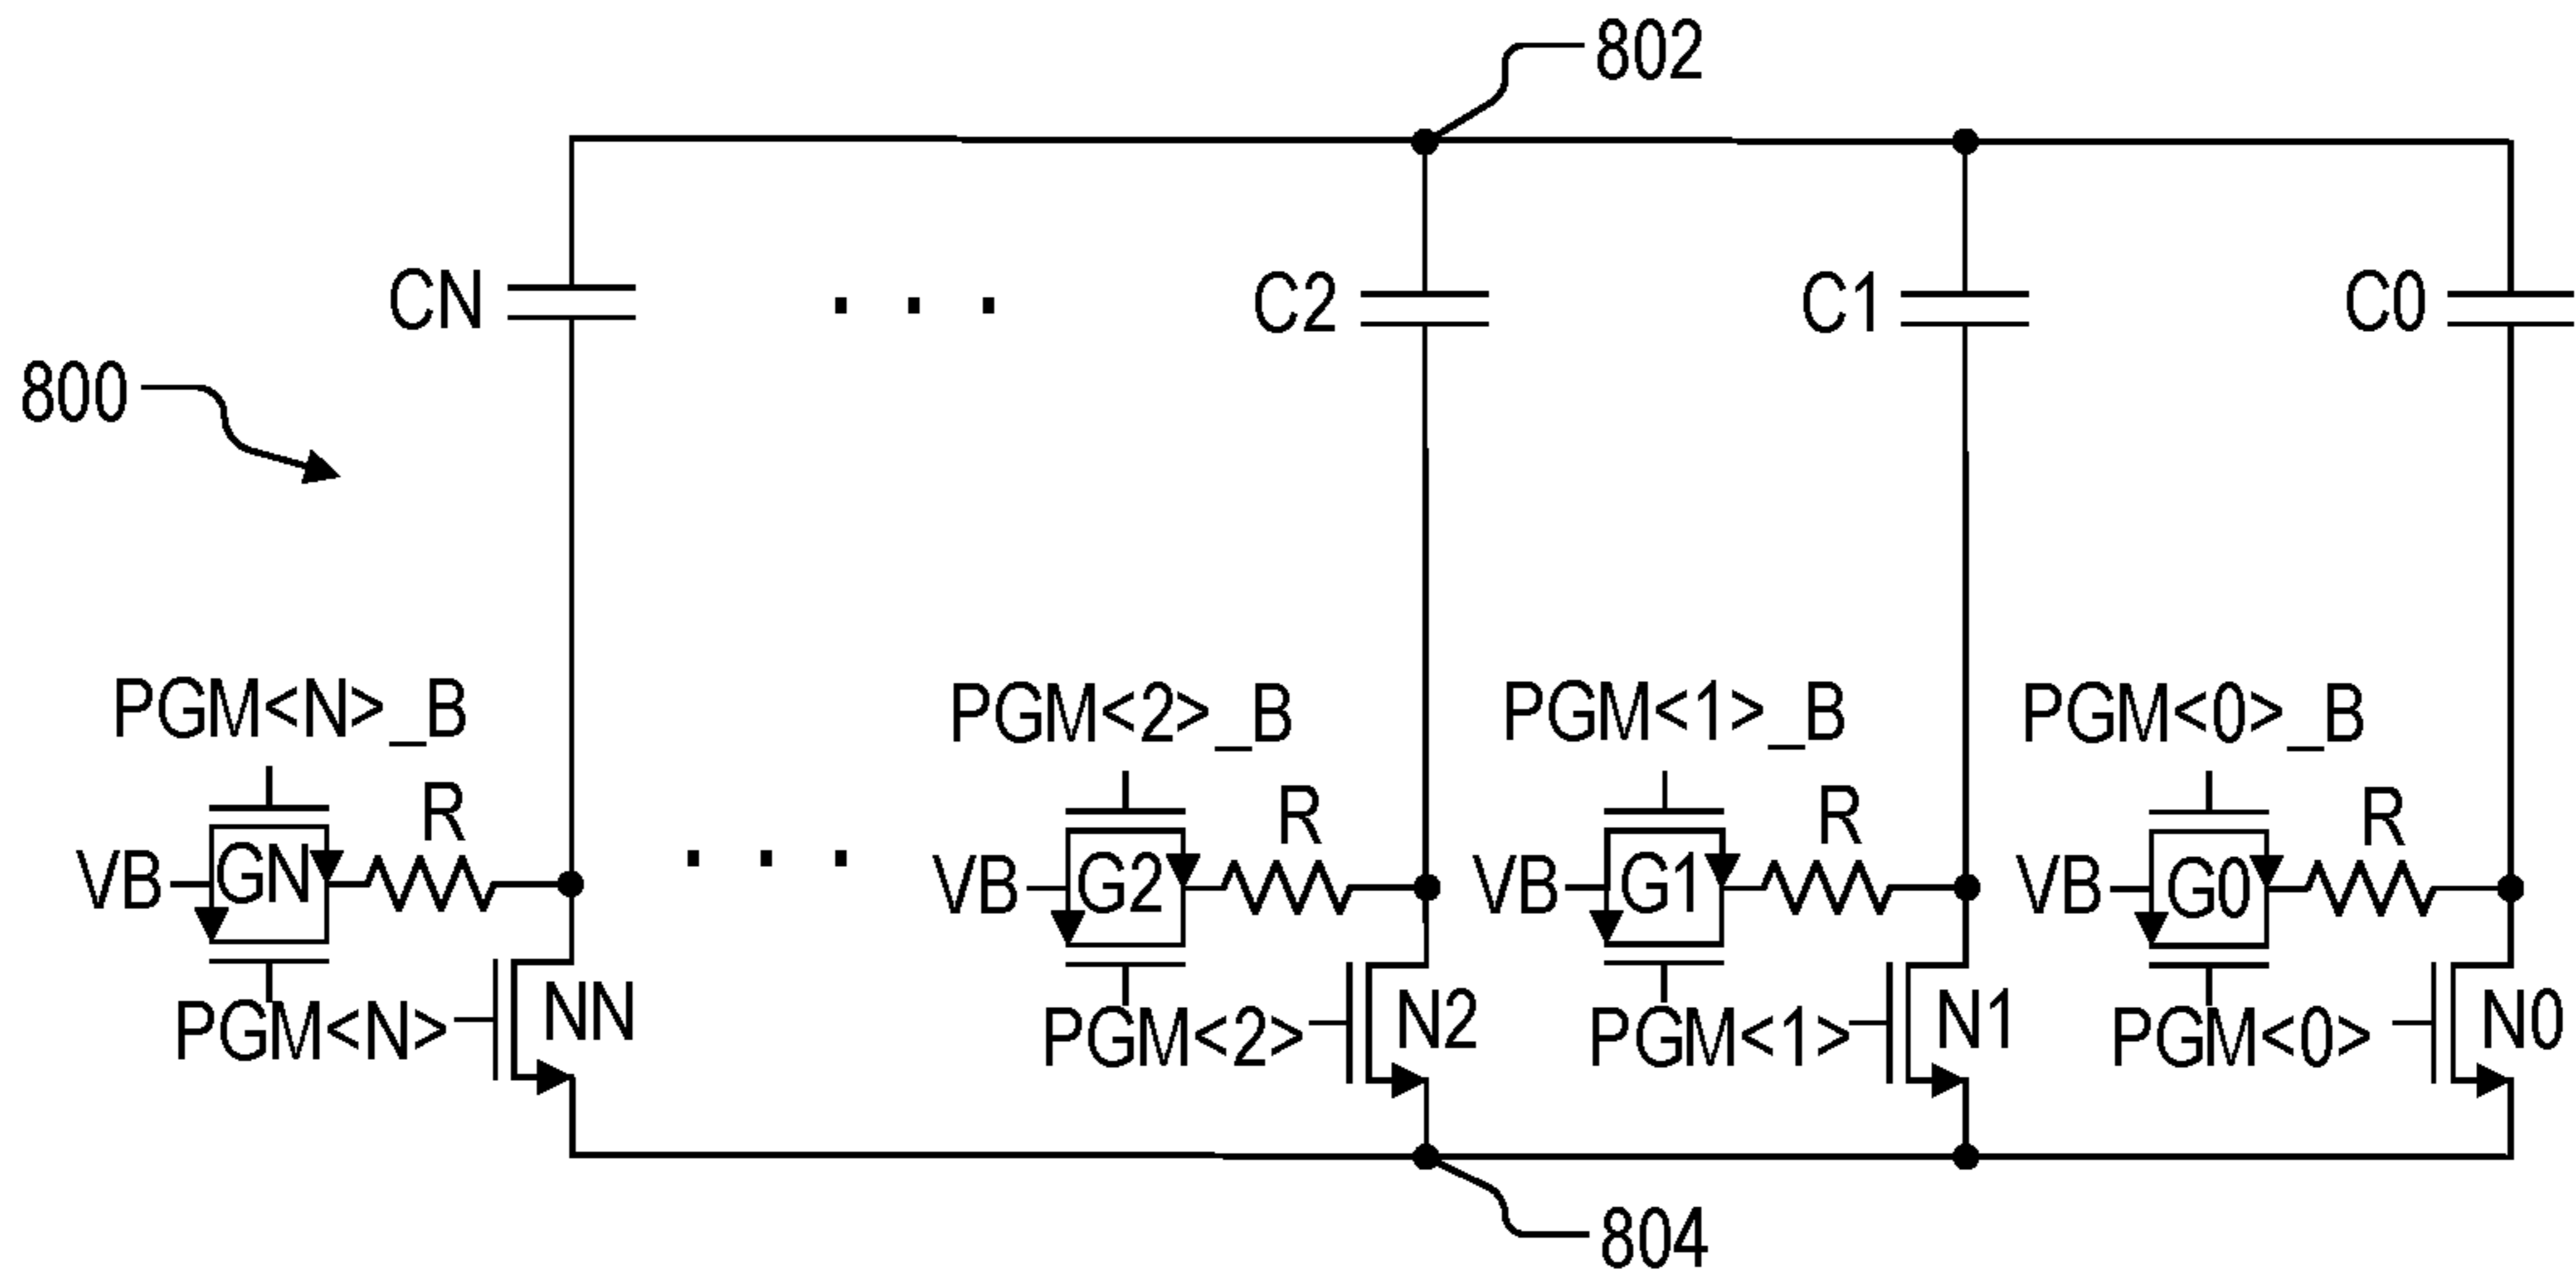 802
CN
C2
C1
C0
800
PGM<N>_B
PGM<2>_B
PGM<1>_B
PGM<0>_B
R
R
R
R
VB
GN
VB
G2
VB
G1
VB
G0
PGM<N>
NN
PGM<2>
N2
PGM<1>
N1
PGM<0>
N0
804